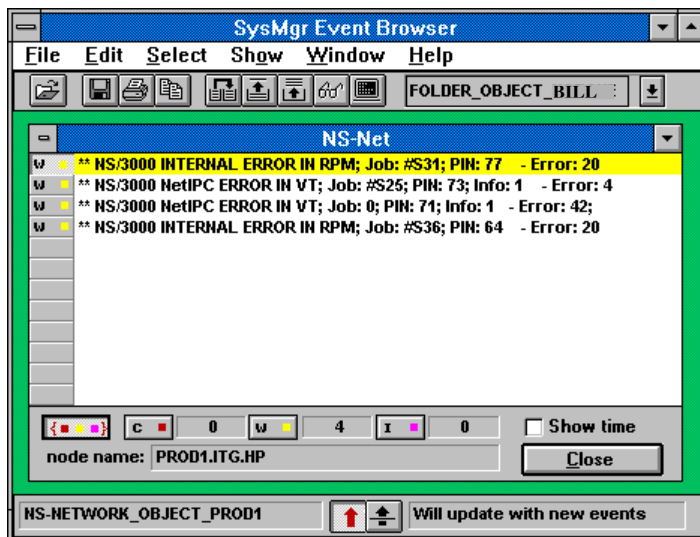 SysMgr Event Browser
File Edit Select Show Window Help
FOLDER_OBJECT_BILL
NS-Net
W ** NS/3000 INTERNAL ERROR IN RPM; Job: #S31; PIN: 77 - Error: 20
W ** NS/3000 NetIPC ERROR IN VT; Job: #S25; PIN: 73; Info: 1 - Error: 4
W ** NS/3000 NetIPC ERROR IN VT; Job: 0; PIN: 71; Info: 1 - Error: 42;
W ** NS/3000 INTERNAL ERROR IN RPM; Job: #S36; PIN: 64 - Error: 20
{ } C 0 W 4 I 0 Show time
node name: PROD1.ITG.HP Close
NS-NETWORK_OBJECT_PROD1 Will update with new events